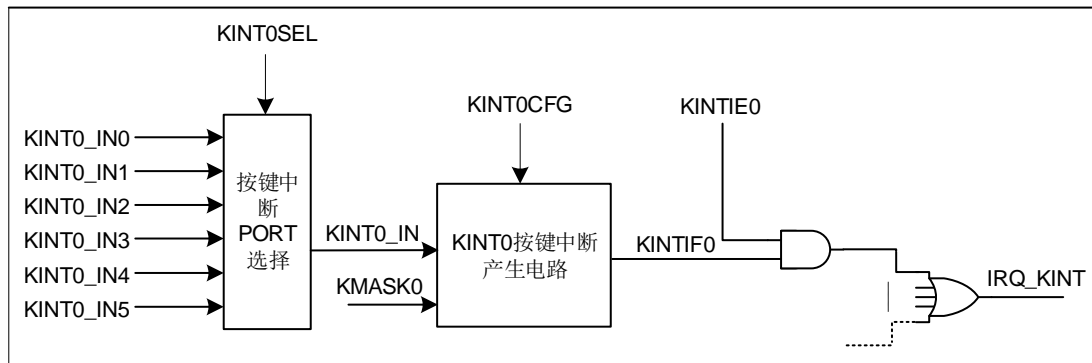 KINT0SEL
KINT0CFG
KINTIE0
KINT0_IN0
KINT0_IN1
KINT0_IN2
KINT0_IN3
KINT0_IN4
KINT0_IN5
按键中
断
PORT
选择
KINT0_IN
KMASK0
KINT0按键中断
产生电路
KINTIF0
IRQ_KINT